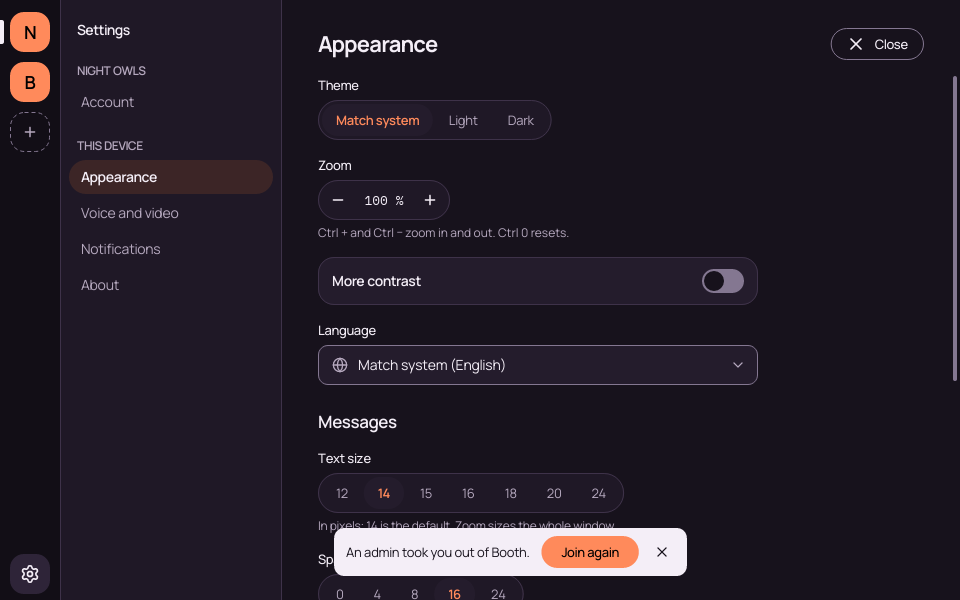 N
B
Settings
NIGHT OWLS
Account
THIS DEVICE
Appearance
Voice and video
Notifications
About
Appearance
Close
Theme
Match system
Light
Dark
Zoom
100 %
Ctrl + and Ctrl − zoom in and out. Ctrl 0 resets.
More contrast
Language
Match system (English)
Messages
Text size
12 14 15 16 18 20 24
In pixels: 14 is the default. Zoom sizes the whole window.
An admin took you out of Booth.
Join again
0 4 8 16 24